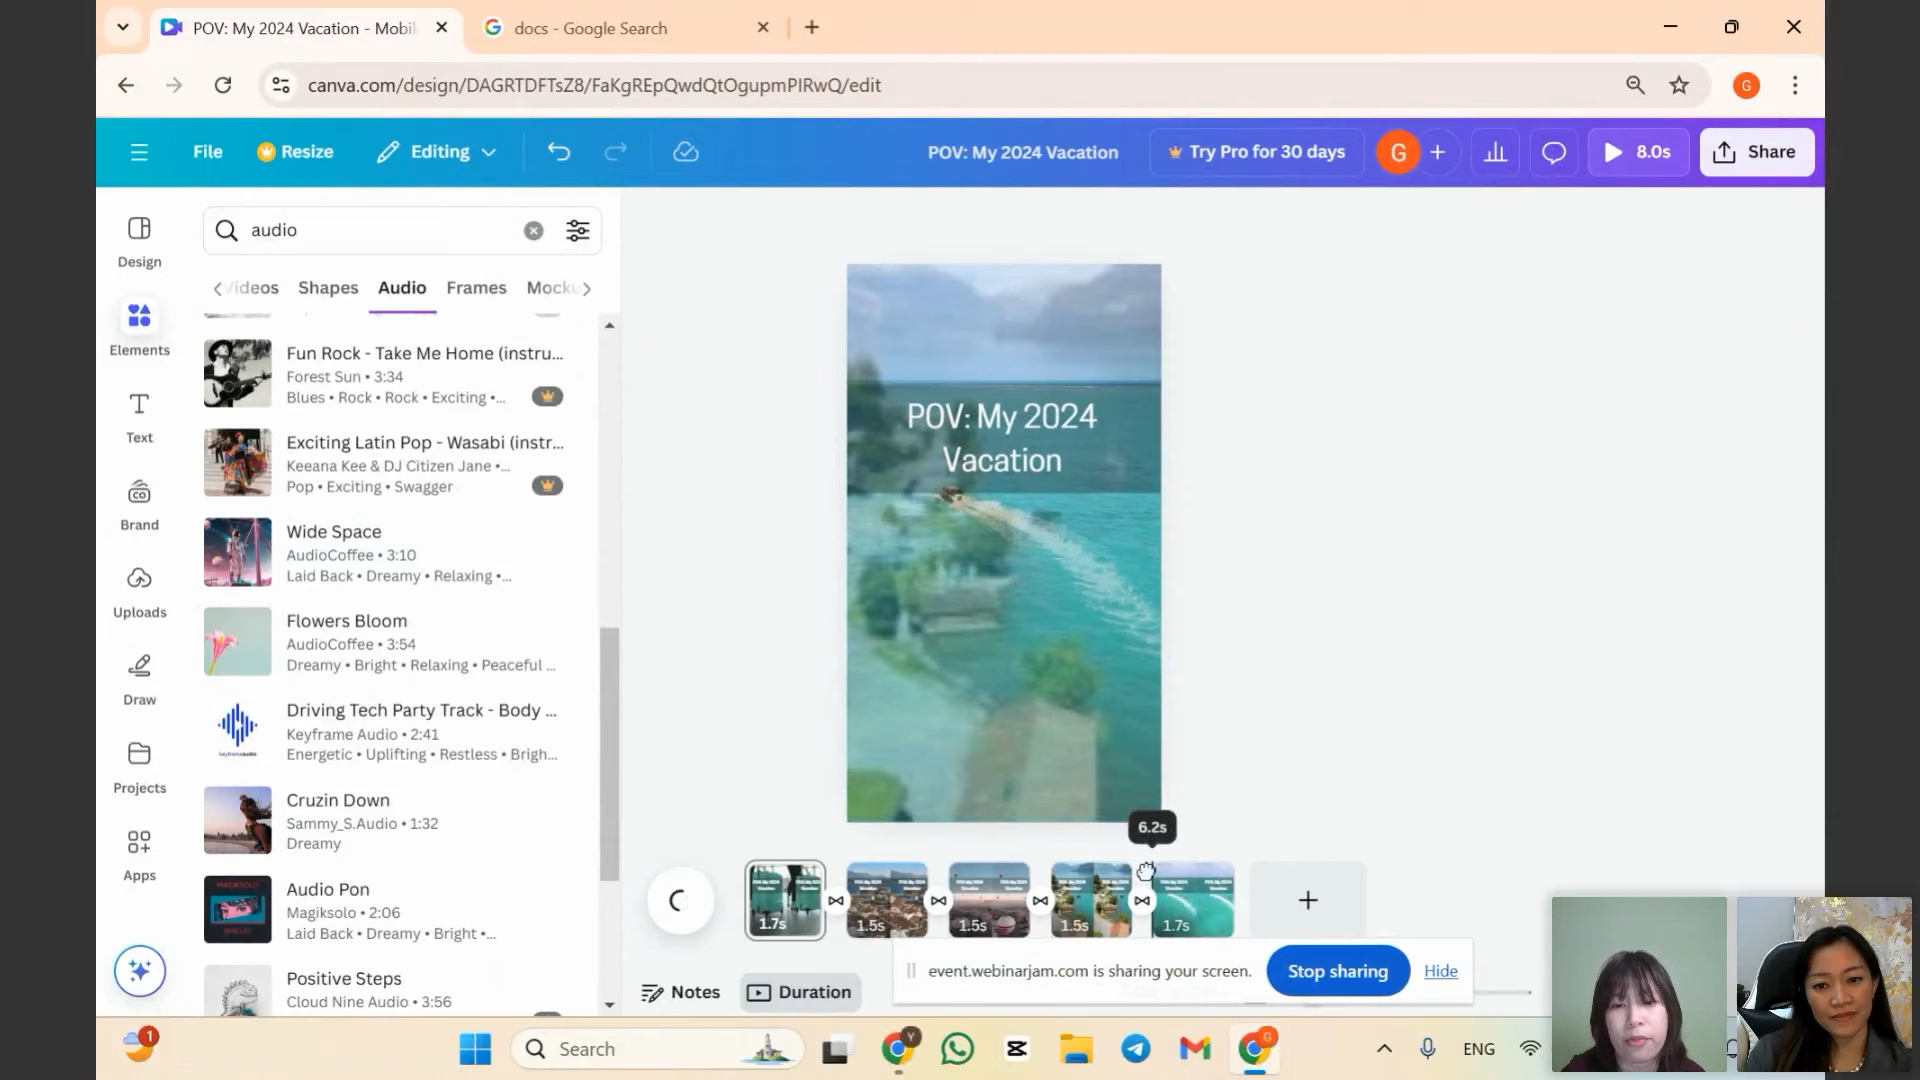 POV: My 2024 Vacation - Mobil
docs - Google Search
canva.com/design/DAGRTDFTsZ8/FaKgREpQwdQtOgupmPIRwQ/edit
G
File
Resize
Editing
POV: My 2024 Vacation
Try Pro for 30 days
G
8.0s
Share
Design
Elements
Text
Brand
Uploads
Draw
Projects
Apps
audio
Videos
Shapes
Audio
Frames
Mocku
Fun Rock - Take Me Home (instru...
Forest Sun • 3:34
Blues • Rock • Rock • Exciting •...
Exciting Latin Pop - Wasabi (instr...
Keeana Kee & DJ Citizen Jane •...
Pop • Exciting • Swagger
Wide Space
AudioCoffee • 3:10
Laid Back • Dreamy • Relaxing •...
Flowers Bloom
AudioCoffee • 3:54
Dreamy • Bright • Relaxing • Peaceful ...
Driving Tech Party Track - Body ...
Keyframe Audio • 2:41
Energetic • Uplifting • Restless • Brigh...
Cruzin Down
Sammy_S.Audio • 1:32
Dreamy
MAGIKSOLO
Audio Pon
Magiksolo • 2:06
Laid Back • Dreamy • Bright •...
Positive Steps
Cloud Nine Audio • 3:56
POV: My 2024
Vacation
6.2s
1.7s
1.5s
1.5s
1.5s
1.7s
Notes
Duration
event.webinarjam.com is sharing your screen.
Stop sharing
Hide
1
Search
Y
G
ENG